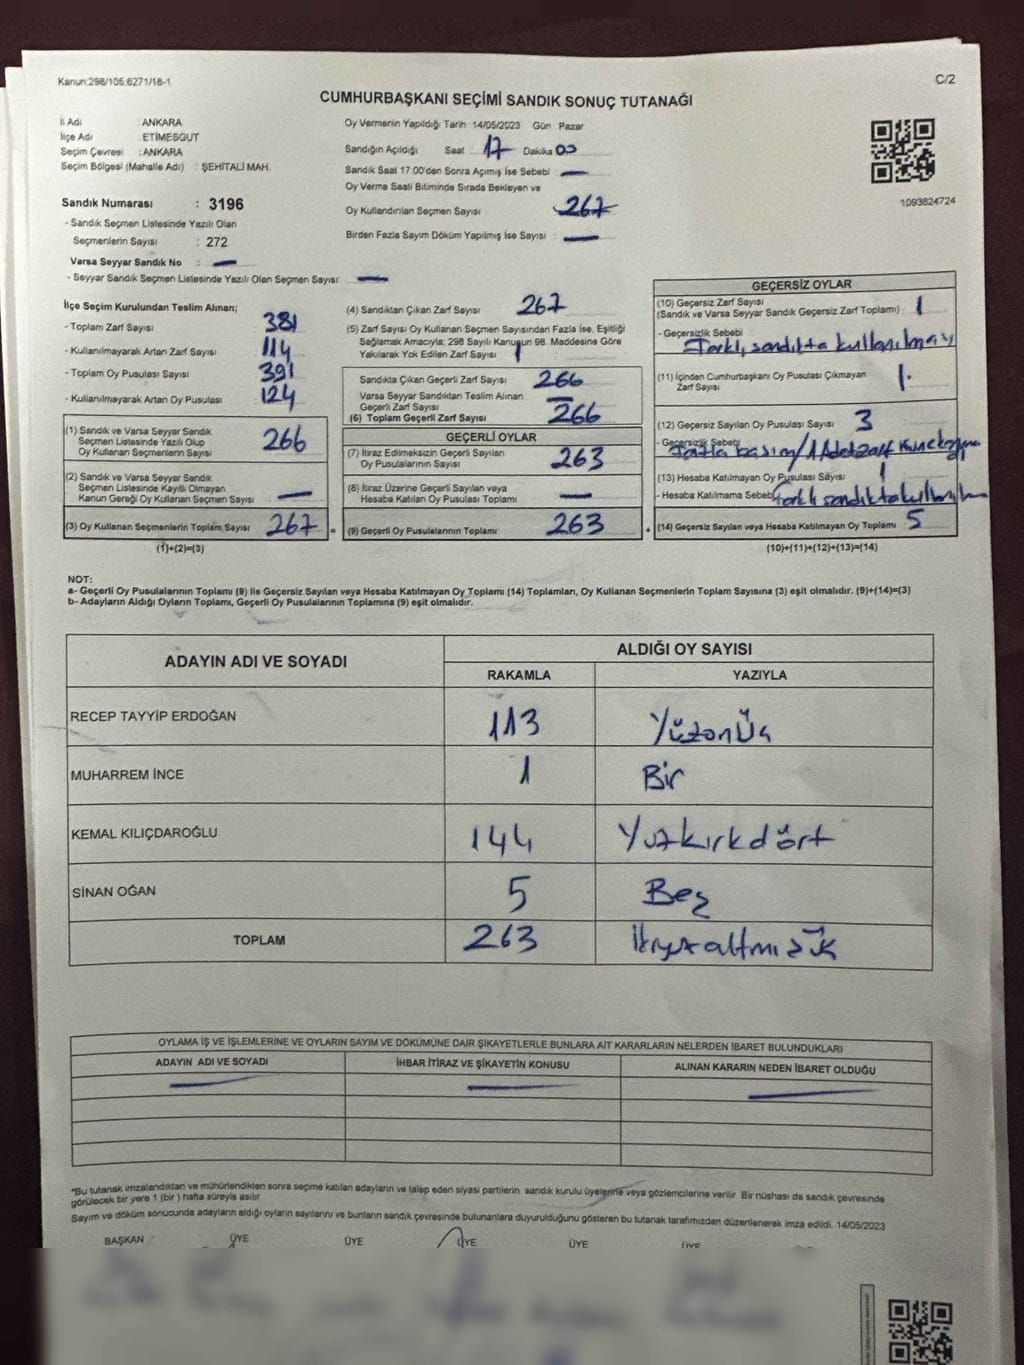 Kanun:298/105;6271/18-1
C/2
CUMHURBAŞKANI SEÇİMİ SANDIK SONUÇ TUTANAĞI
İl Adı : ANKARA
İlçe Adı : ETİMESGUT
Seçim Çevresi : ANKARA
Seçim Bölgesi (Mahalle Adı) : ŞEHİTALİ MAH.
Sandık Numarası : 3196
- Sandık Seçmen Listesinde Yazılı Olan
Seçmenlerin Sayısı : 272
Varsa Seyyar Sandık No : —
- Seyyar Sandık Seçmen Listesinde Yazılı Olan Seçmen Sayısı: —
Oy Vermenin Yapıldığı Tarih 14/05/2023 Gün : Pazar
Sandığın Açıldığı Saat 17 Dakika 00
Sandık Saat 17.00'den Sonra Açımış İse Sebebi : —
Oy Verme Saati Bitiminde Sırada Bekleyen ve
Oy Kullandırılan Seçmen Sayısı 267
Birden Fazla Sayım Döküm Yapılmış İse Sayısı : —
1093824724
İlçe Seçim Kurulundan Teslim Alınan;
- Toplam Zarf Sayısı 381
- Kullanılmayarak Artan Zarf Sayısı 114
- Toplam Oy Pusulası Sayısı 391
- Kullanılmayarak Artan Oy Pusulası 124
(1) Sandık ve Varsa Seyyar Sandık
Seçmen Listesinde Yazılı Olup
Oy Kullanan Seçmenlerin Sayısı 266
(2) Sandık ve Varsa Seyyar Sandık
Seçmen Listesinde Kayıtlı Olmayan
Kanun Gereği Oy Kullanan Seçmen Sayısı —
(3) Oy Kullanan Seçmenlerin Toplam Sayısı 267 =
(1)+(2)=(3)
(4) Sandıktan Çıkan Zarf Sayısı 267
(5) Zarf Sayısı Oy Kullanan Seçmen Sayısından Fazla İse, Eşitliği
Sağlamak Amacıyla; 298 Sayılı Kanunun 98. Maddesine Göre
Yakılarak Yok Edilen Zarf Sayısı 1
Sandıkta Çıkan Geçerli Zarf Sayısı 266
Varsa Seyyar Sandıktan Teslim Alınan
Geçerli Zarf Sayısı —
(6) Toplam Geçerli Zarf Sayısı 266
GEÇERLİ OYLAR
(7) İtiraz Edilmeksizin Geçerli Sayılan
Oy Pusulalarının Sayısı 263
(8) İtiraz Üzerine Geçerli Sayılan veya
Hesaba Katılan Oy Pusulası Toplamı —
(9) Geçerli Oy Pusulalarının Toplamı 263 +
GEÇERSİZ OYLAR
(10) Geçersiz Zarf Sayısı
(Sandık ve Varsa Seyyar Sandık Geçersiz Zarf Toplamı) : 1
- Geçersizlik Sebebi
Farklı sandıkta kullanılmay
(11) İçinden Cumhurbaşkanı Oy Pusulası Çıkmayan
Zarf Sayısı 1
(12) Geçersiz Sayılan Oy Pusulası Sayısı 3
- Geçersizlik Sebebi
Fazla basım/1 Adet zarf
(13) Hesaba Katılmayan Oy Pusulası Sayısı 1
- Hesaba Katılmama Sebebi Farklı sandıkta
(14) Geçersiz Sayılan veya Hesaba Katılmayan Oy Toplamı 5
(10)+(11)+(12)+(13)=(14)
NOT:
a- Geçerli Oy Pusulalarının Toplamı (9) ile Geçersiz Sayılan veya Hesaba Katılmayan Oy Toplamı (14) Toplamları, Oy Kullanan Seçmenlerin Toplam Sayısına (3) eşit olmalıdır. (9)+(14)=(3)
b- Adayların Aldığı Oyların Toplamı, Geçerli Oy Pusulalarının Toplamına (9) eşit olmalıdır.
ADAYIN ADI VE SOYADI ALDIĞI OY SAYISI
RAKAMLA YAZIYLA
RECEP TAYYİP ERDOĞAN 113 Yüzonüç
MUHARREM İNCE 1 Bir
KEMAL KILIÇDAROĞLU 144 Yuzkırkdört
SİNAN OĞAN 5 Beş
TOPLAM 263
OYLAMA İŞ VE İŞLEMLERİNE VE OYLARIN SAYIM VE DÖKÜMÜNE DAİR ŞİKAYETLERLE BUNLARA AİT KARARLARIN NELERDEN İBARET BULUNDUKLARI
ADAYIN ADI VE SOYADI İHBAR İTİRAZ VE ŞİKAYETİN KONUSU ALINAN KARARIN NEDEN İBARET OLDUĞU
"Bu tutanak imzalandıktan ve mühürlendikten sonra seçime katılan adayların ve talep eden siyasi partilerin sandık kurulu üyelerine veya gözlemcilerine verilir. Bir nüshası da sandık çevresinde
görülecek bir yere 1 (bir ) hafta süreyle asılır
Sayım ve döküm sonucunda adayların aldığı oyların sayılarını ve bunların sandık çevresinde bulunanlara duyurulduğunu gösteren bu tutanak tarafımızdan düzenlenerek imza edildi. 14/05/2023
BAŞKAN ÜYE ÜYE ÜYE ÜYE ÜYE